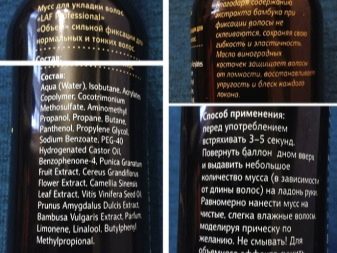 Мусс для укладки волос
«LAF Professional»
«Объем» сильной фиксации для
нормальных и тонких волос
Состав:
Состав:
Aqua (Water), Isobutane, Acrylates
Copolymer, Cocotrimonium
Methosulfate, Aminomethyl
Propanol, Propane, Butane,
Panthenol, Propylene Glycol,
Sodium Benzoate, PEG-40
Hydrogenated Castor Oil,
Benzophenone-4, Punica Granatum
Fruit Extract, Cereus Grandiflorus
Flower Extract, Camellia Sinensis
Leaf Extract, Vitis Vinifera Seed Oil,
Prunus Amygdalus Dulcis Extract,
Bambusa Vulgaris Extract, Parfum,
Limonene, Linalool, Butylphenyl
Methylpropional.
Благодаря содержанию
экстракта бамбука при
фиксации волосы не
склеиваются, сохраняя свою
гибкость и эластичность.
Масло виноградных
косточек защищает волосы
от ломкости, восстанавливает
упругость и блеск каждого
локона.
Способ применения:
перед употреблением
встряхивать 3–5 секунд.
Повернуть баллон дном вверх
и выдавить небольшое
количество мусса (в зависимости
от длины волос) на ладонь руки.
Равномерно нанести мусс на
чистые, слегка влажные волосы,
моделируя прическу по
желанию. Не смывать! Для